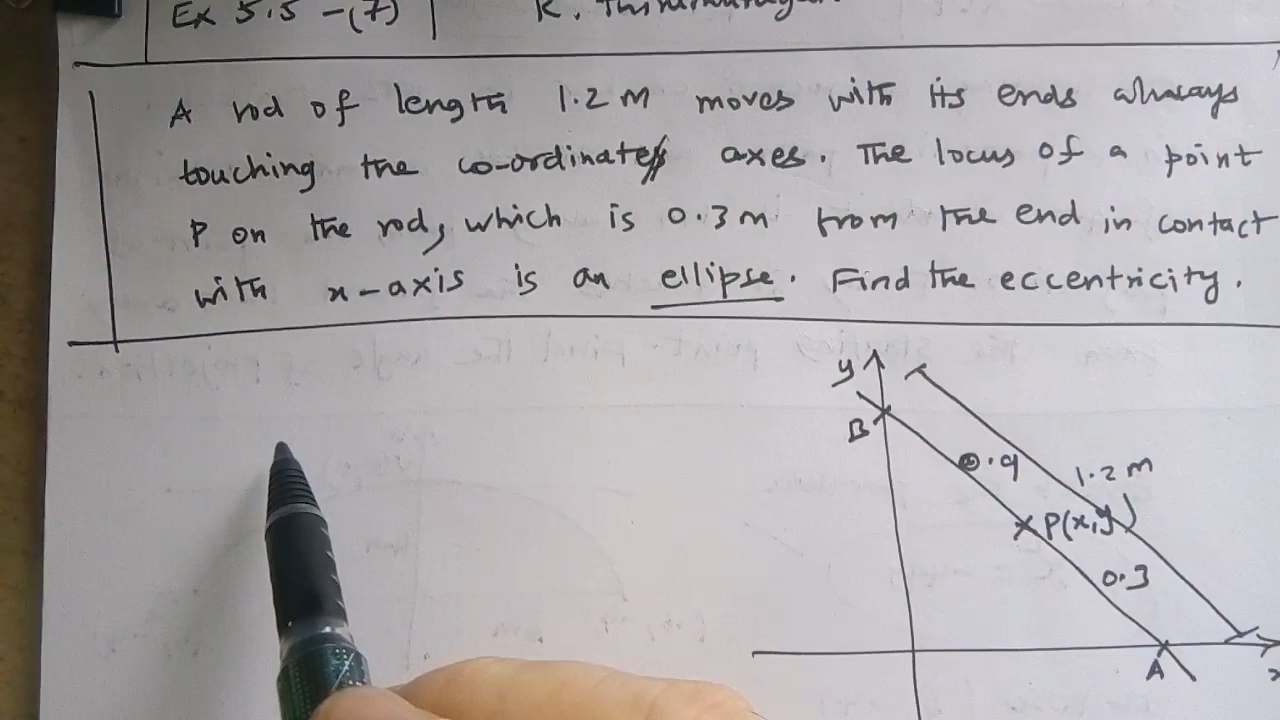 Ex 5.5 -(7)
K.
A rod of length 1.2 m moves with its ends always
touching the co-ordinate axes. The locus of a point
P on the rod, which is 0.3 m from the end in contact
with x-axis is an ellipse. Find the eccentricity.
y
B
0.9
1.2 m
P(x,y)
0.3
A
x